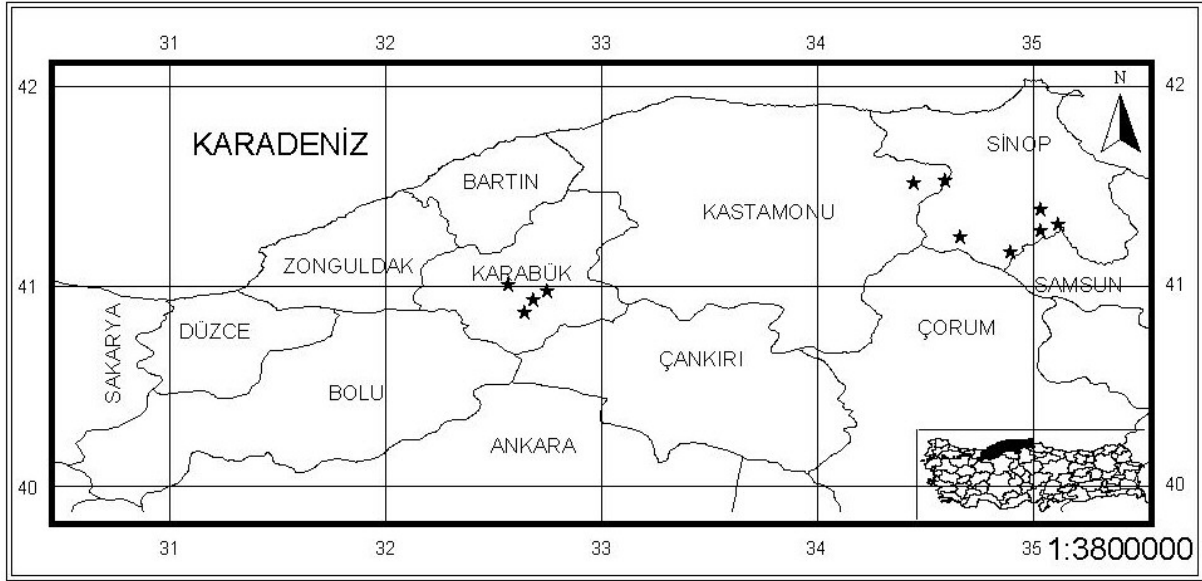 31 32 33 34 35
42 42
N
KARADENİZ
SİNOP
BARTIN
KASTAMONU
ZONGULDAK
KARABÜK
41 41
SAMSUN
SAKARYA
DÜZCE
ÇORUM
ÇANKIRI
BOLU
ANKARA
40 40
31 32 33 34 35
1:3800000